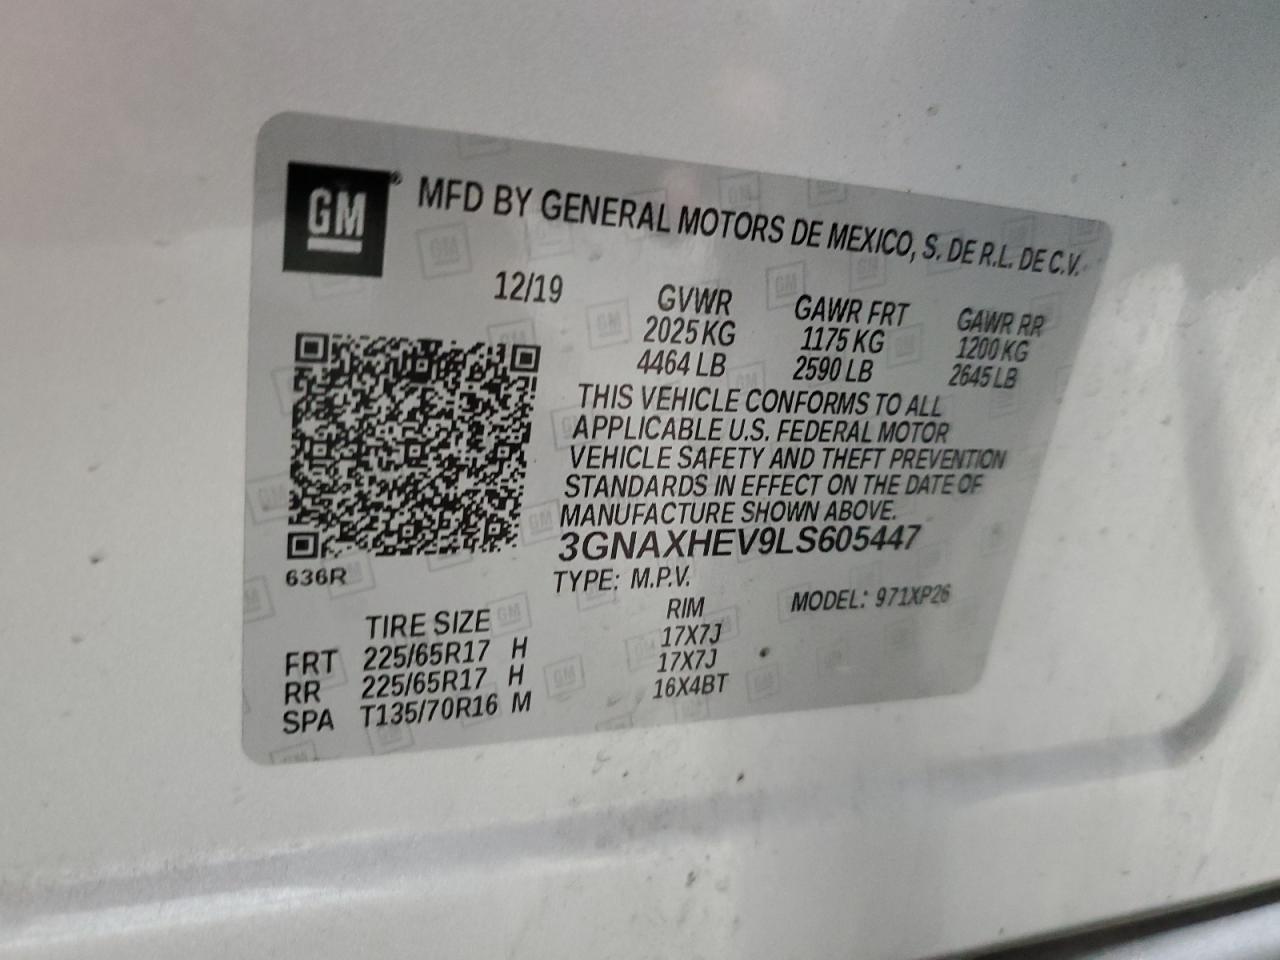 GM® MFD BY GENERAL MOTORS DE MEXICO, S. DE R.L. DE C.V.
12/19 GVWR GAWR FRT GAWR RR
2025 KG 1175 KG 1200 KG
4464 LB 2590 LB 2645 LB
THIS VEHICLE CONFORMS TO ALL
APPLICABLE U.S. FEDERAL MOTOR
VEHICLE SAFETY AND THEFT PREVENTION
STANDARDS IN EFFECT ON THE DATE OF
MANUFACTURE SHOWN ABOVE.
3GNAXHEV9LS605447
636R
TYPE: M.P.V. MODEL: 971XP26
TIRE SIZE RIM
FRT 225/65R17 H 17X7J
RR 225/65R17 H 17X7J
SPA T135/70R16 M 16X4BT